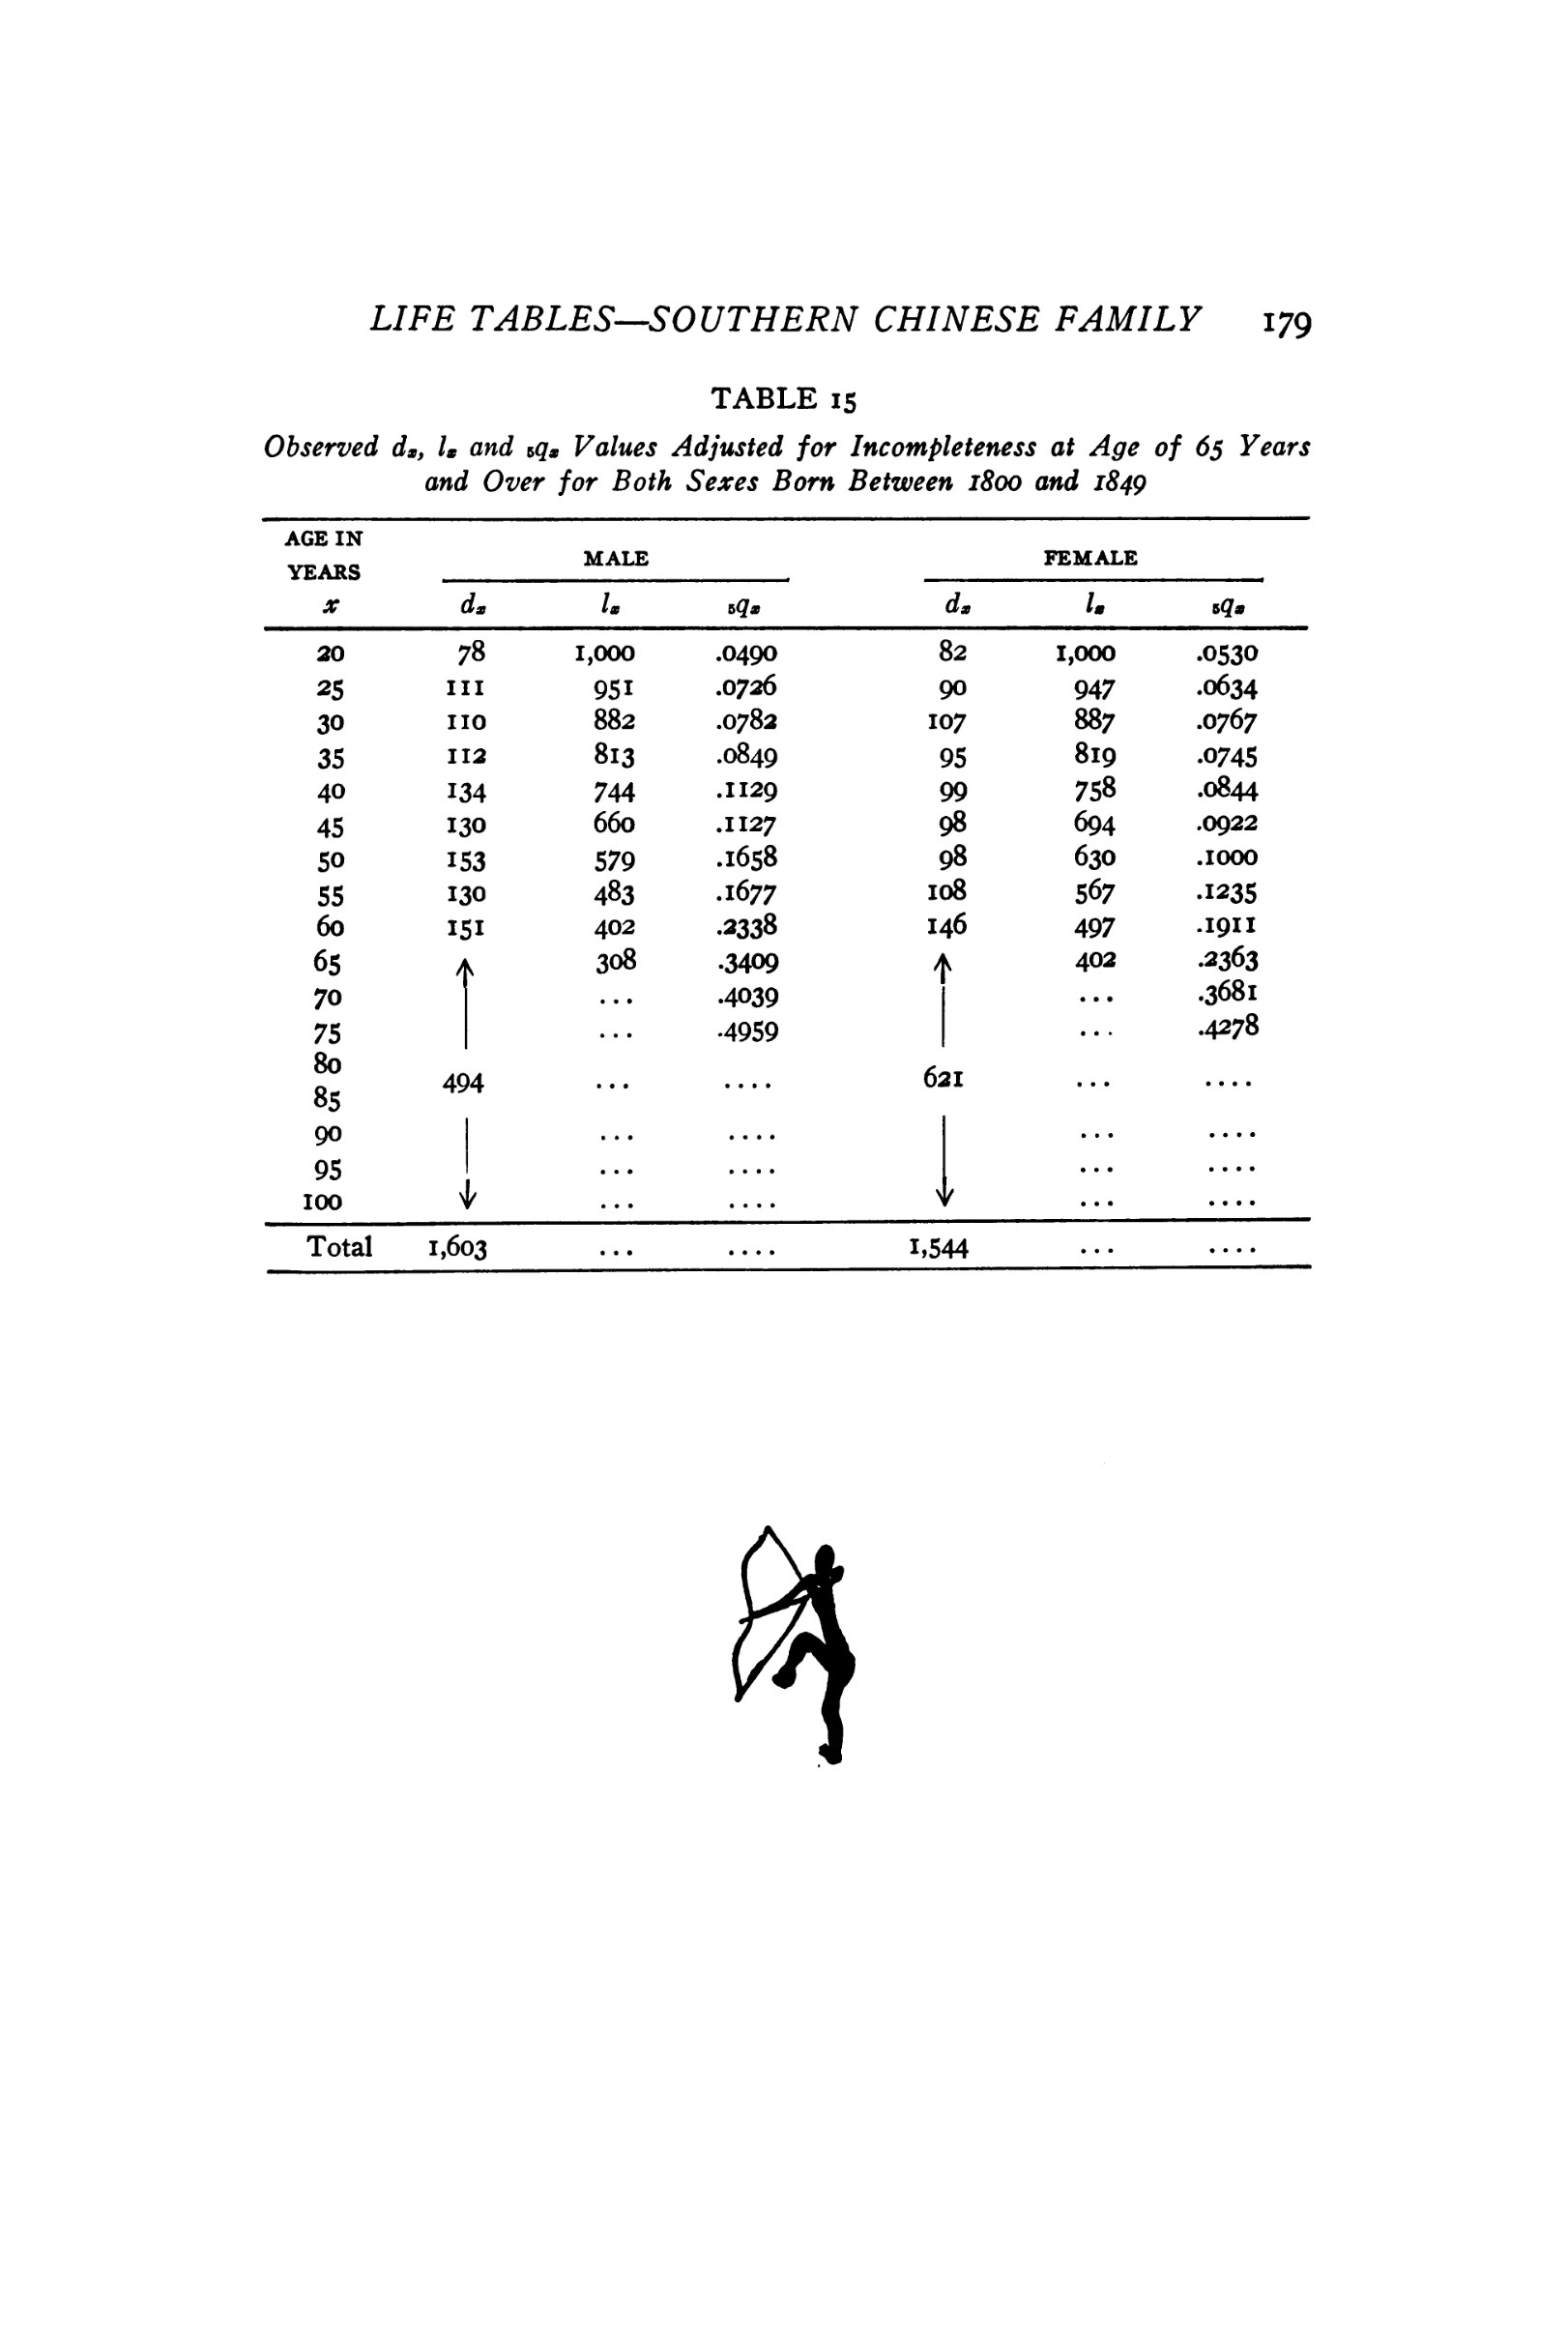 LIFE TABLES—SOUTHERN CHINESE FAMILY 179
TABLE 15
Observed dₓ, lₓ and ₅qₓ Values Adjusted for Incompleteness at Age of 65 Years
and Over for Both Sexes Born Between 1800 and 1849
AGE IN YEARS MALE FEMALE
x dₓ lₓ ₅qₓ dₓ lₓ ₅qₓ
20 78 1,000 .0490 82 1,000 .0530
25 111 951 .0726 90 947 .0634
30 110 882 .0782 107 887 .0767
35 112 813 .0849 95 819 .0745
40 134 744 .1129 99 758 .0844
45 130 660 .1127 98 694 .0922
50 153 579 .1658 98 630 .1000
55 130 483 .1677 108 567 .1235
60 151 402 .2338 146 497 .1911
65 ↑ 308 .3409 ↑ 402 .2363
70 ... .4039 ... .3681
75 ... .4959 ... .4278
80
85 494 ... .... 621 ... ....
90 ... .... ... ....
95 ... .... ... ....
100 ↓ ... .... ↓ ... ....
Total 1,603 ... .... 1,544 ... ....